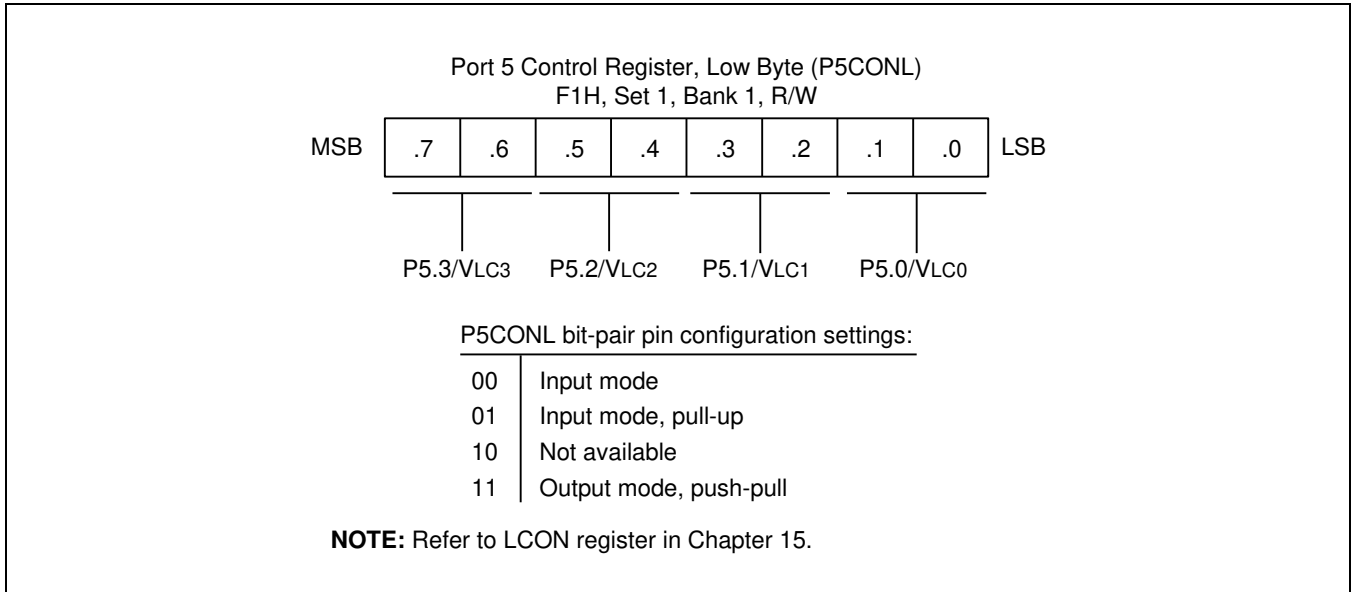 Port 5 Control Register, Low Byte (P5CONL)
F1H, Set 1, Bank 1, R/W
MSB .7 .6 .5 .4 .3 .2 .1 .0 LSB
P5.3/VLC3 P5.2/VLC2 P5.1/VLC1 P5.0/VLC0
P5CONL bit-pair pin configuration settings:
00 Input mode
01 Input mode, pull-up
10 Not available
11 Output mode, push-pull
NOTE: Refer to LCON register in Chapter 15.